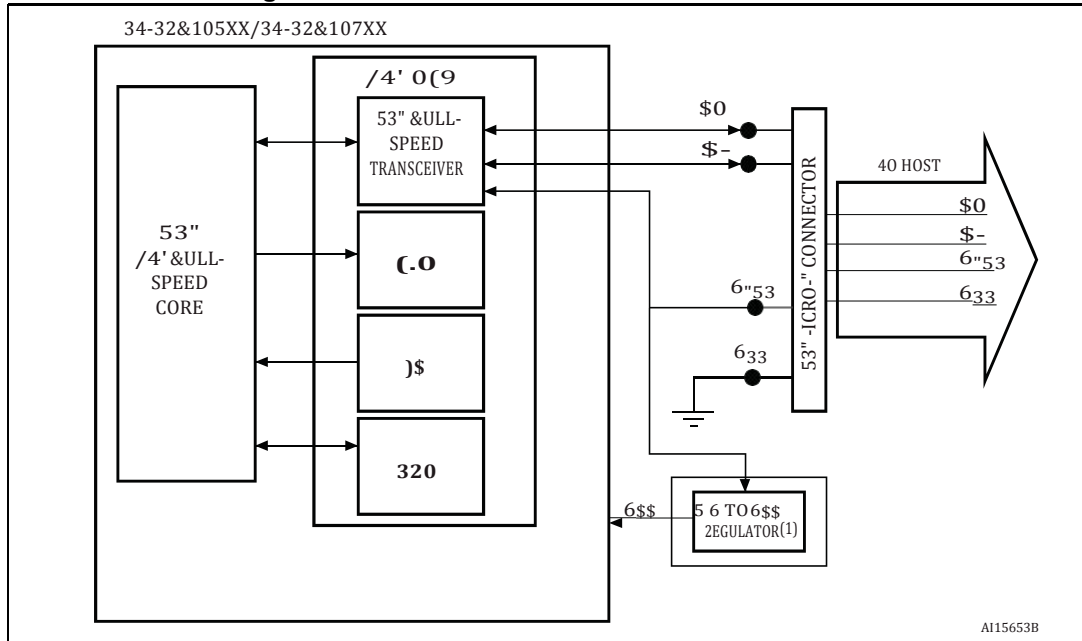 34-32&105XX/34-32&107XX
/4' 0(9
53" &ULL-
SPEED
TRANSCEIVER
53"
/4' &ULL-
SPEED
CORE
(.0
)$
320
$0
$-
6"53
633
53" -ICRO-" CONNECTOR
40 HOST
$0
$-
6"53
633
6$$
5 6 TO 6$$
2EGULATOR(1)
AI15653B